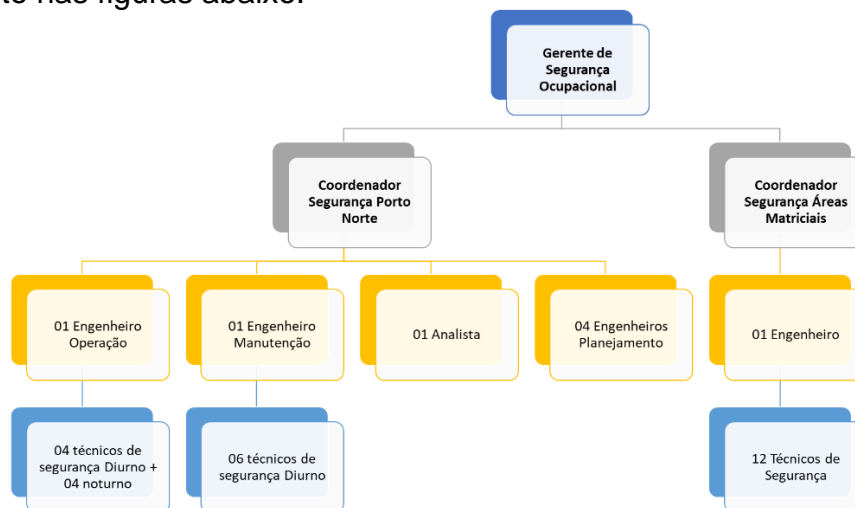 nas figuras abaixo.
Gerente de
Segurança
Ocupacional
Coordenador
Segurança Porto
Norte
Coordenador
Segurança Áreas
Matriciais
01 Engenheiro
Operação
01 Engenheiro
Manutenção
01 Analista
04 Engenheiros
Planejamento
01 Engenheiro
04 técnicos de
segurança Diurno +
04 noturno
06 técnicos de
segurança Diurno
12 Técnicos de
Segurança